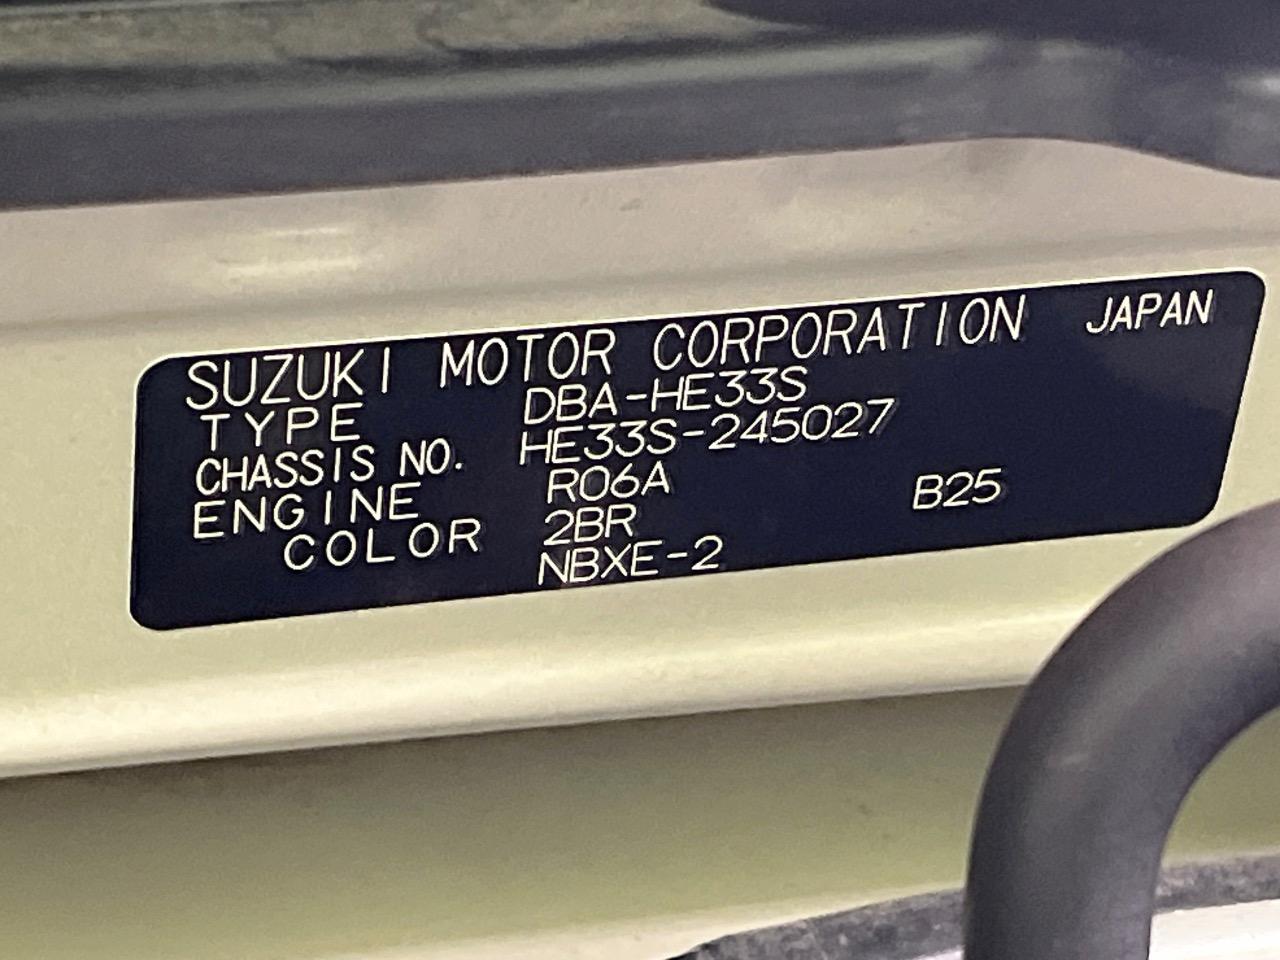 SUZUKI MOTOR CORPORATION JAPAN
TYPE DBA-HE33S
CHASSIS NO. HE33S-245027
ENGINE R06A B25
COLOR 2BR
NBXE-2